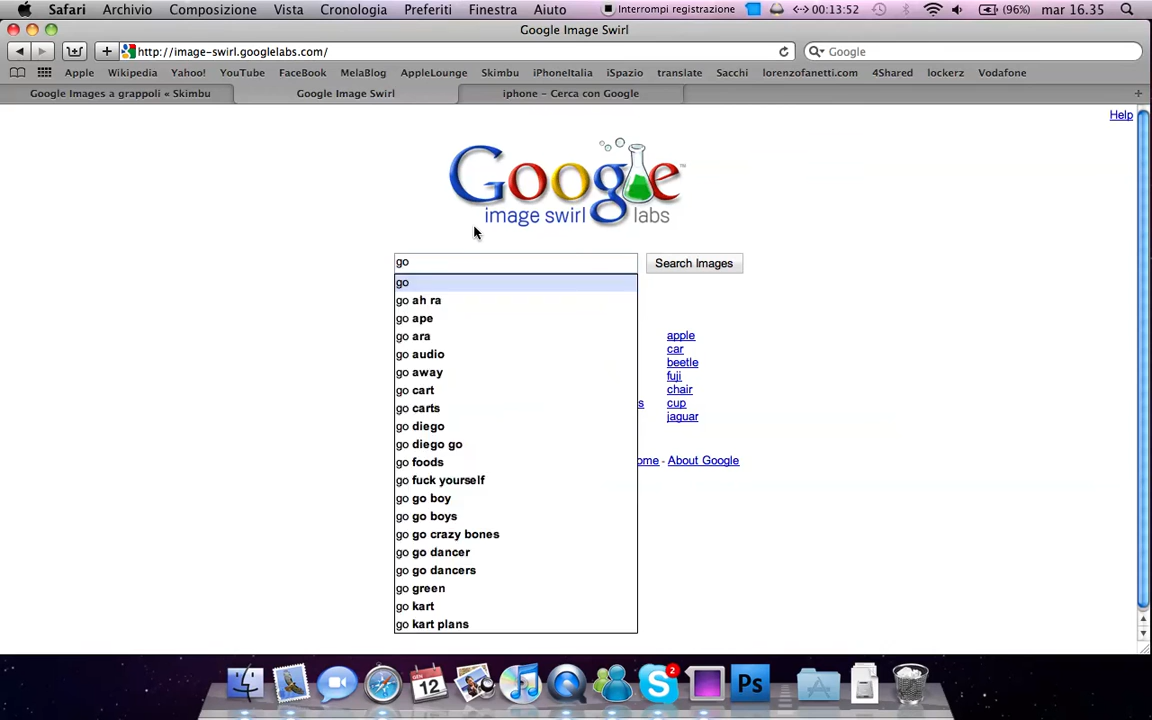 Safari Archivio Composizione Vista Cronologia Preferiti Finestra Aiuto Interrompi registrazione 00:13:52 (96%) mar 16.35
Google Image Swirl
http://image-swirl.googlelabs.com/ Google
Apple Wikipedia Yahoo! YouTube FaceBook MelaBlog AppleLounge Skimbu iPhoneItalia iSpazio translate Sacchi lorenzofanetti.com 4Shared lockerz Vodafone
Google Images a grappoli « Skimbu Google Image Swirl iphone – Cerca con Google
Help
Google™
image swirl labs
go Search Images
go
go ah ra
go ape
go ara
go audio
go away
go cart
go carts
go diego
go diego go
go foods
go fuck yourself
go go boy
go go boys
go go crazy bones
go go dancer
go go dancers
go green
go kart
go kart plans
apple
car
beetle
fuji
chair
s cup
jaguar
ome - About Google
GEN
12
2
Ps